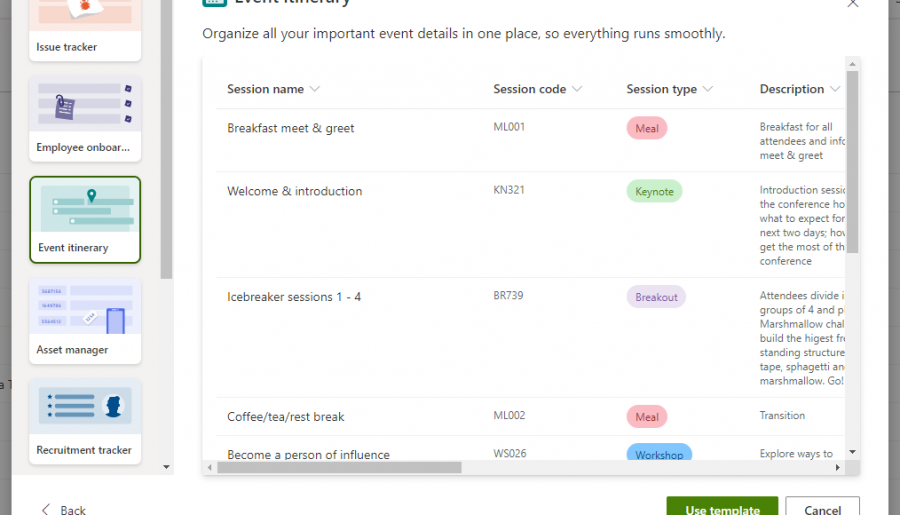 Event itinerary
Organize all your important event details in one place, so everything runs smoothly.
Issue tracker
Employee onboar...
Event itinerary
Asset manager
Recruitment tracker
Session name
Session code
Session type
Description
Breakfast meet & greet
ML001
Meal
Breakfast for all
attendees and info
meet & greet
Welcome & introduction
KN321
Keynote
Introduction sessi
the conference ho
what to expect for
next two days; ho
get the most of th
conference
Icebreaker sessions 1 - 4
BR739
Breakout
Attendees divide i
groups of 4 and p
Marshmallow chal
build the higest fre
standing structure
tape, sphagetti an
marshmallow. Go!
Coffee/tea/rest break
ML002
Meal
Transition
Become a person of influence
WS026
Workshop
Explore ways to
Back
Use template
Cancel